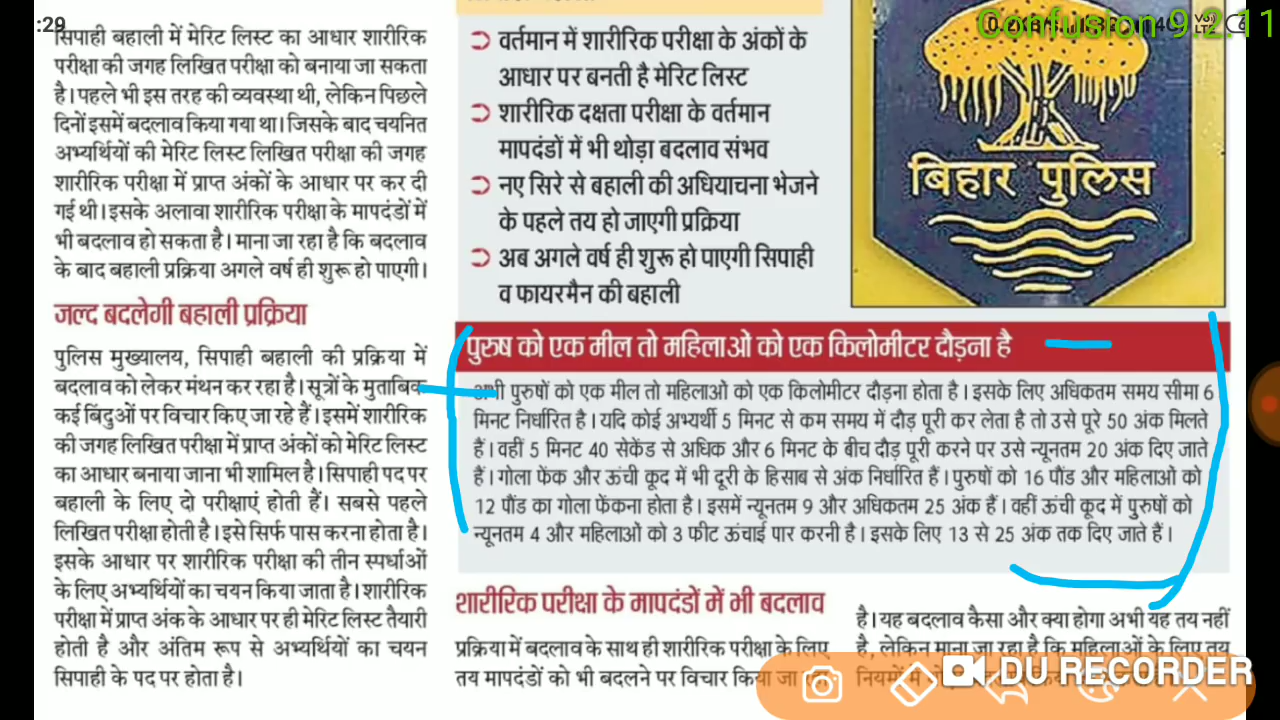 :29
Confusion 9.2.11
सिपाही बहाली में मेरिट लिस्ट का आधार शारीरिक
परीक्षा की जगह लिखित परीक्षा को बनाया जा सकता
है। पहले भी इस तरह की व्यवस्था थी, लेकिन पिछले
दिनों इसमें बदलाव किया गया था। जिसके बाद चयनित
अभ्यर्थियों की मेरिट लिस्ट लिखित परीक्षा की जगह
शारीरिक परीक्षा में प्राप्त अंकों के आधार पर कर दी
गई थी। इसके अलावा शारीरिक परीक्षा के मापदंडों में
भी बदलाव हो सकता है। माना जा रहा है कि बदलाव
के बाद बहाली प्रक्रिया अगले वर्ष ही शुरू हो पाएगी।
जल्द बदलेगी बहाली प्रक्रिया
पुलिस मुख्यालय, सिपाही बहाली की प्रक्रिया में
बदलाव को लेकर मंथन कर रहा है। सूत्रों के मुताबिक
कई बिंदुओं पर विचार किए जा रहे हैं। इसमें शारीरिक
की जगह लिखित परीक्षा में प्राप्त अंकों को मेरिट लिस्ट
का आधार बनाया जाना भी शामिल है। सिपाही पद पर
बहाली के लिए दो परीक्षाएं होती हैं। सबसे पहले
लिखित परीक्षा होती है। इसे सिर्फ पास करना होता है।
इसके आधार पर शारीरिक परीक्षा की तीन स्पर्धाओं
के लिए अभ्यर्थियों का चयन किया जाता है। शारीरिक
परीक्षा में प्राप्त अंक के आधार पर ही मेरिट लिस्ट तैयारी
होती है और अंतिम रूप से अभ्यर्थियों का चयन
सिपाही के पद पर होता है।
वर्तमान में शारीरिक परीक्षा के अंकों के
आधार पर बनती है मेरिट लिस्ट
शारीरिक दक्षता परीक्षा के वर्तमान
मापदंडों में भी थोड़ा बदलाव संभव
नए सिरे से बहाली की अधियाचना भेजने
के पहले तय हो जाएगी प्रक्रिया
अब अगले वर्ष ही शुरू हो पाएगी सिपाही
व फायरमैन की बहाली
बिहार पुलिस
पुरुष को एक मील तो महिलाओं को एक किलोमीटर दौड़ना है
अभी पुरुषों को एक मील तो महिलाओं को एक किलोमीटर दौड़ना होता है। इसके लिए अधिकतम समय सीमा 6
मिनट निर्धारित है। यदि कोई अभ्यर्थी 5 मिनट से कम समय में दौड़ पूरी कर लेता है तो उसे पूरे 50 अंक मिलते
हैं। वहीं 5 मिनट 40 सेकेंड से अधिक और 6 मिनट के बीच दौड़ पूरी करने पर उसे न्यूनतम 20 अंक दिए जाते
हैं। गोला फेंक और ऊंची कूद में भी दूरी के हिसाब से अंक निर्धारित हैं। पुरुषों को 16 पौंड और महिलाओं को
12 पौंड का गोला फेंकना होता है। इसमें न्यूनतम 9 और अधिकतम 25 अंक हैं। वहीं ऊंची कूद में पुरुषों को
न्यूनतम 4 और महिलाओं को 3 फीट ऊंचाई पार करनी है। इसके लिए 13 से 25 अंक तक दिए जाते हैं।
शारीरिक परीक्षा के मापदंडों में भी बदलाव
प्रक्रिया में बदलाव के साथ ही शारीरिक परीक्षा के लिए
तय मापदंडों को भी बदलने पर विचार किया जा रहा
है। यह बदलाव कैसा और क्या होगा अभी यह तय नहीं
है, लेकिन माना जा रहा है कि महिलाओं के लिए तय
नियमों में
DU RECORDER